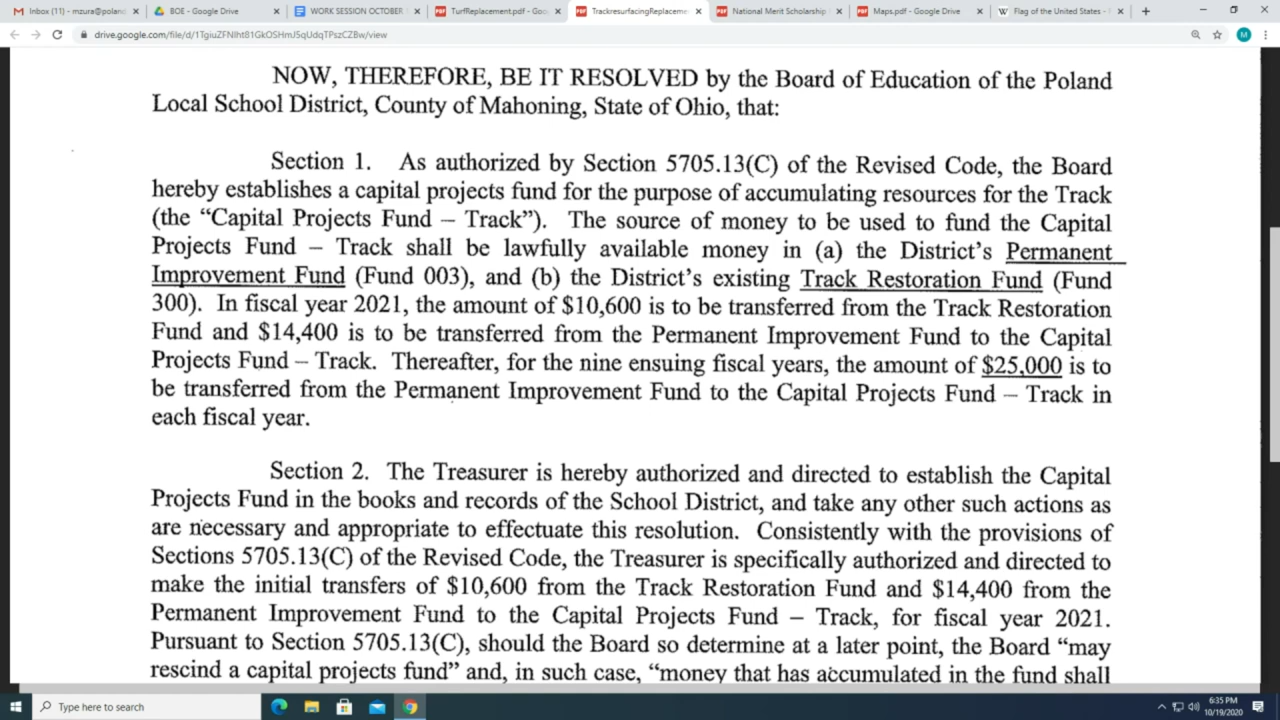 Inbox (11) - mzura@poland
BOE - Google Drive
WORK SESSION OCTOBER
TurfReplacement.pdf - Goo
TrackresurfacingReplaceme
National Merit Scholarship
Maps.pdf - Google Drive
Flag of the United States -
drive.google.com/file/d/1TgiuZFNlht81GkOSHmJ5qUdqTPszCZBw/view
M
NOW, THEREFORE, BE IT RESOLVED by the Board of Education of the Poland
Local School District, County of Mahoning, State of Ohio, that:
Section 1. As authorized by Section 5705.13(C) of the Revised Code, the Board
hereby establishes a capital projects fund for the purpose of accumulating resources for the Track
(the “Capital Projects Fund – Track”). The source of money to be used to fund the Capital
Projects Fund – Track shall be lawfully available money in (a) the District’s Permanent
Improvement Fund (Fund 003), and (b) the District’s existing Track Restoration Fund (Fund
300). In fiscal year 2021, the amount of $10,600 is to be transferred from the Track Restoration
Fund and $14,400 is to be transferred from the Permanent Improvement Fund to the Capital
Projects Fund – Track. Thereafter, for the nine ensuing fiscal years, the amount of $25,000 is to
be transferred from the Permanent Improvement Fund to the Capital Projects Fund – Track in
each fiscal year.
Section 2. The Treasurer is hereby authorized and directed to establish the Capital
Projects Fund in the books and records of the School District, and take any other such actions as
are necessary and appropriate to effectuate this resolution. Consistently with the provisions of
Sections 5705.13(C) of the Revised Code, the Treasurer is specifically authorized and directed to
make the initial transfers of $10,600 from the Track Restoration Fund and $14,400 from the
Permanent Improvement Fund to the Capital Projects Fund – Track, for fiscal year 2021.
Pursuant to Section 5705.13(C), should the Board so determine at a later point, the Board “may
rescind a capital projects fund” and, in such case, “money that has accumulated in the fund shall
Type here to search
6:35 PM
10/19/2020